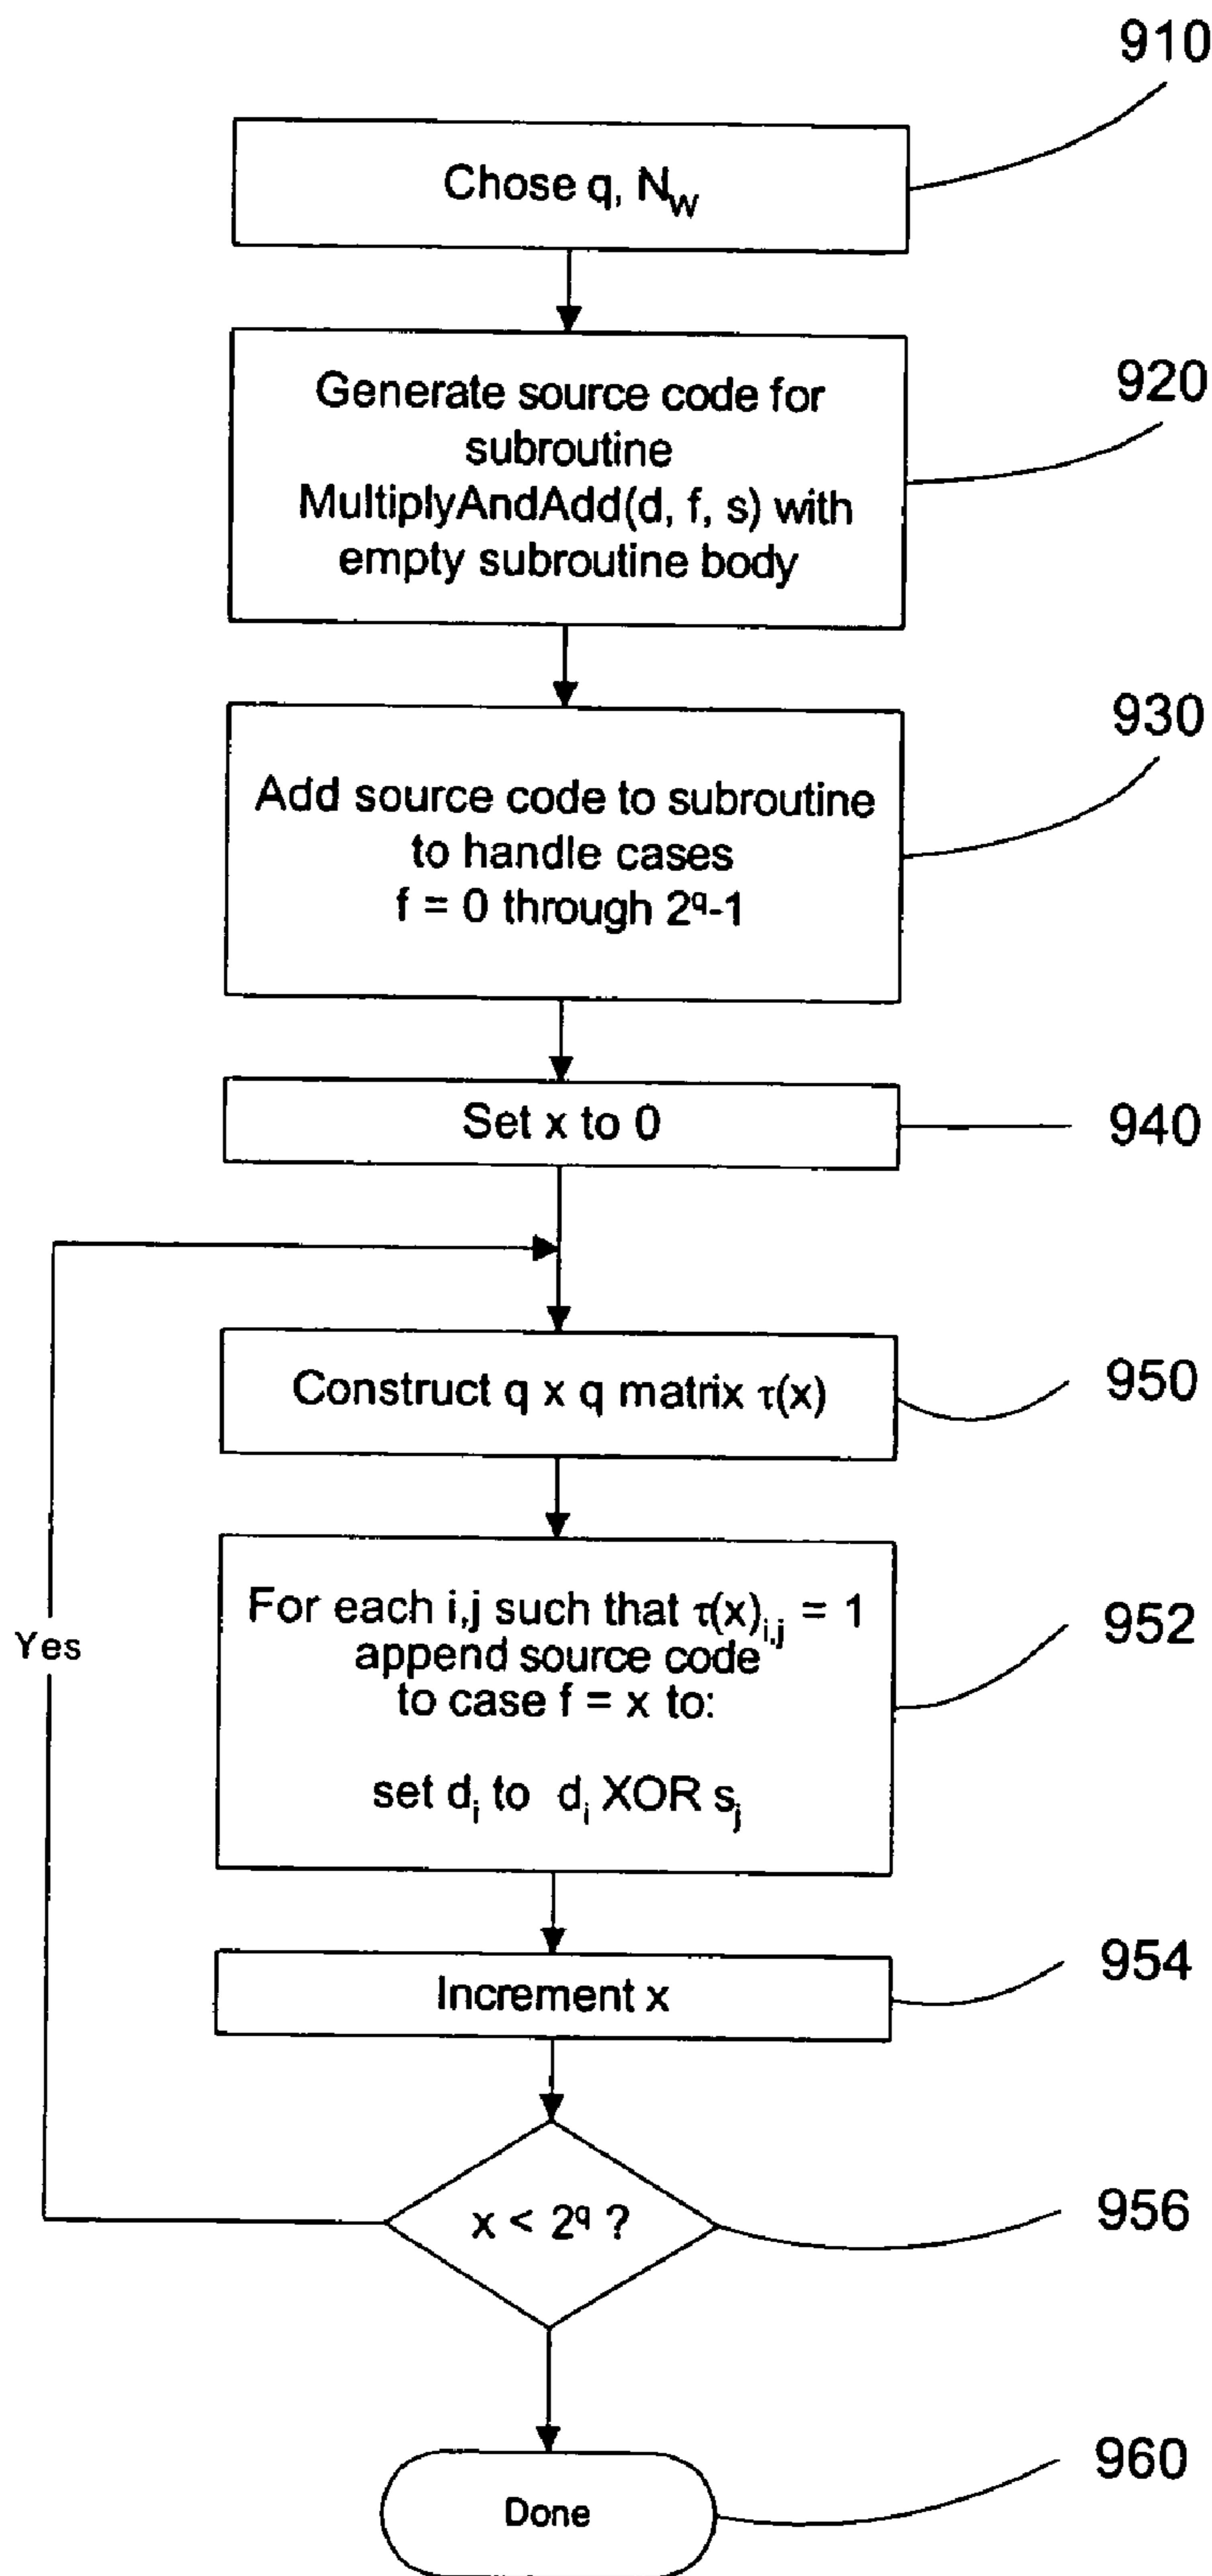 910
Chose q, N_W
920
Generate source code for
subroutine
MultiplyAndAdd(d, f, s) with
empty subroutine body
930
Add source code to subroutine
to handle cases
f = 0 through 2^q-1
Set x to 0
940
Construct q x q matrix τ(x)
950
For each i,j such that τ(x)_i,j = 1
append source code
to case f = x to:
set d_i to d_i XOR s_j
952
Yes
Increment x
954
x < 2^q ?
956
Done
960